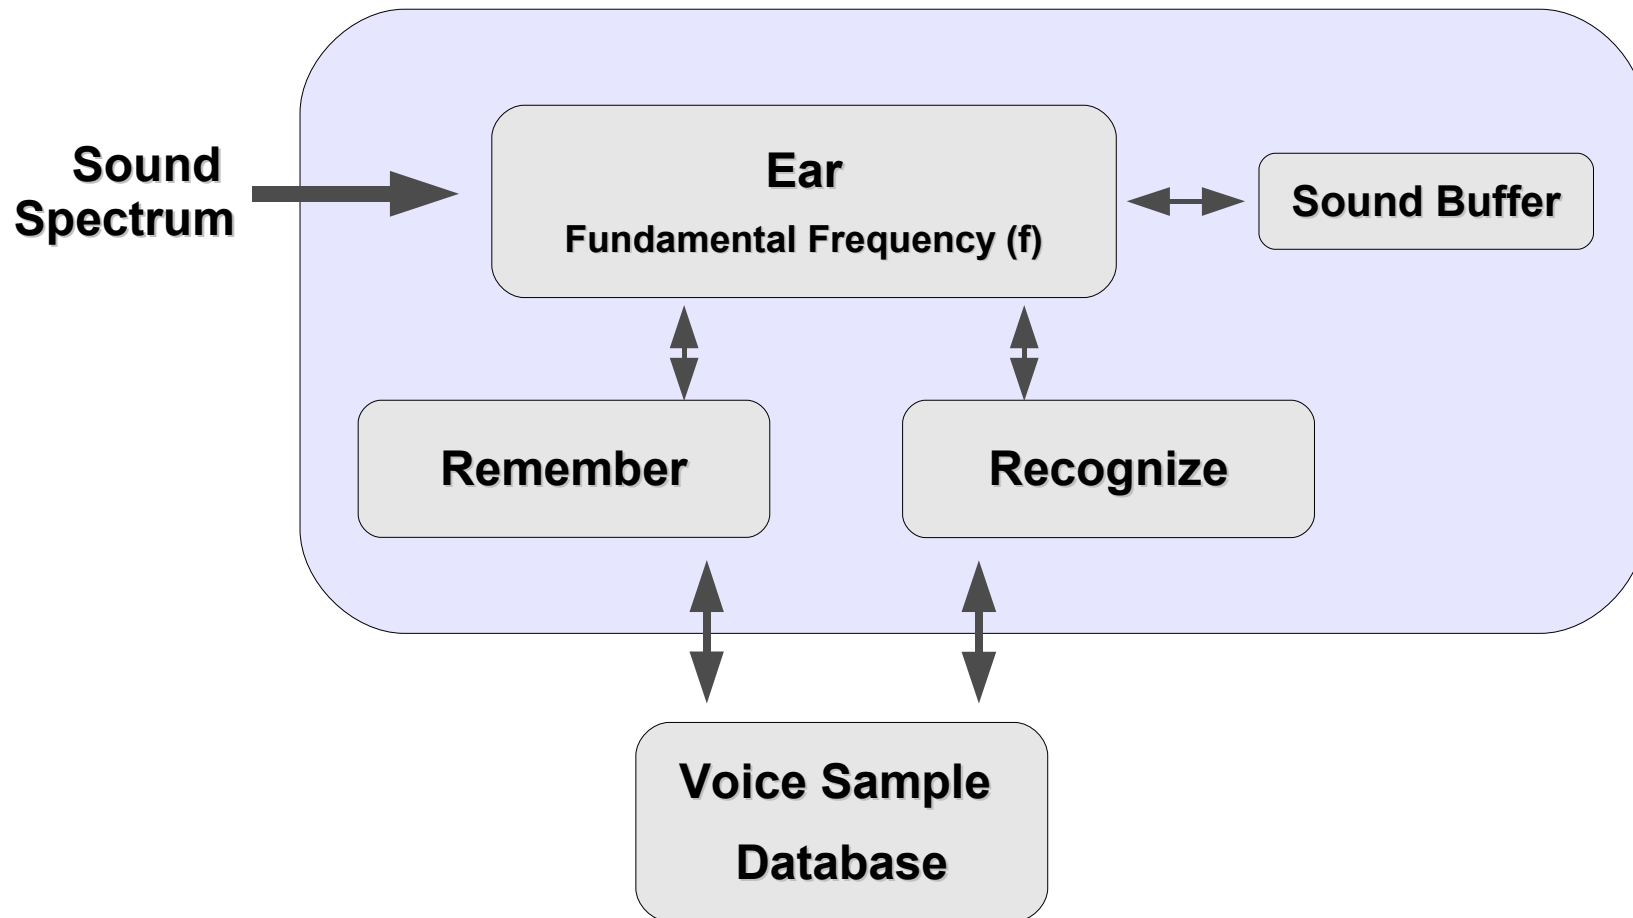 Sound
Spectrum
Ear
Fundamental Frequency (f)
Sound Buffer
Remember
Recognize
Voice Sample
Database